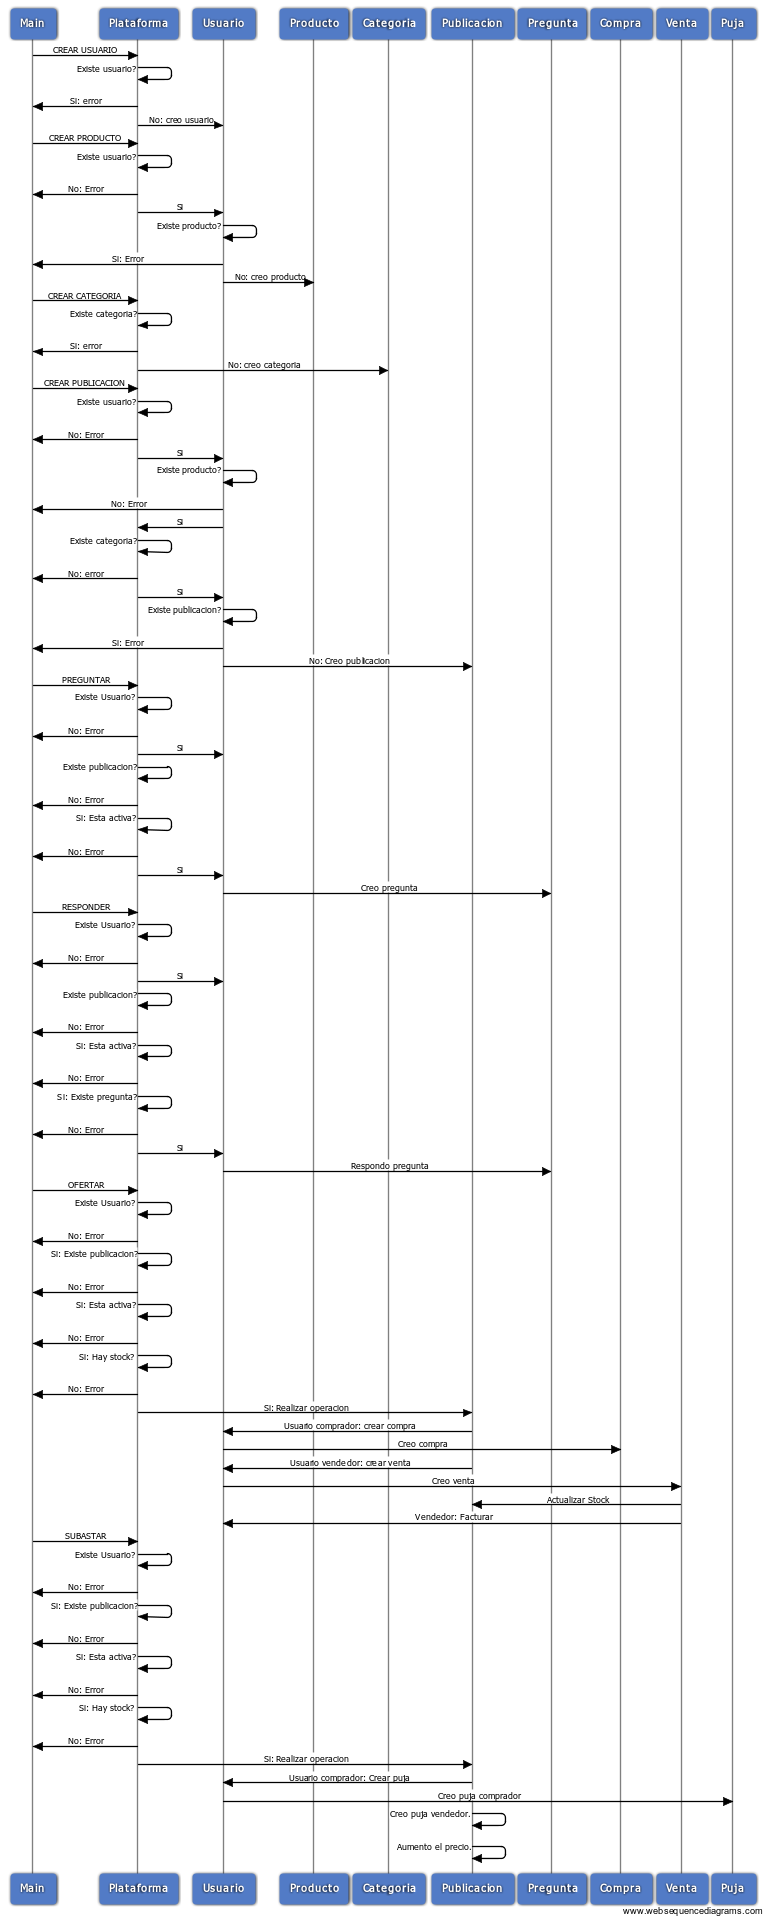 Main Plataforma Usuario Producto Categoria Publicacion Pregunta Compra Venta Puja
CREAR USUARIO
Existe usuario?
Si: error
No: creo usuario
CREAR PRODUCTO
Existe usuario?
No: Error
Si
Existe producto?
Si: Error
No: creo producto
CREAR CATEGORIA
Existe categoria?
Si: error
No: creo categoria
CREAR PUBLICACION
Existe usuario?
No: Error
Si
Existe producto?
No: Error
Si
Existe categoria?
No: error
Si
Existe publicacion?
Si: Error
No: Creo publicacion
PREGUNTAR
Existe Usuario?
No: Error
Si
Existe publicacion?
No: Error
Si: Esta activa?
No: Error
Si
Creo pregunta
RESPONDER
Existe Usuario?
No: Error
Si
Existe publicacion?
No: Error
Si: Esta activa?
No: Error
Si: Existe pregunta?
No: Error
Si
Respondo pregunta
OFERTAR
Existe Usuario?
No: Error
Si: Existe publicacion?
No: Error
Si: Esta activa?
No: Error
Si: Hay stock?
No: Error
Si: Realizar operacion
Usuario comprador: crear compra
Creo compra
Usuario vendedor: crear venta
Creo venta
Actualizar Stock
Vendedor: Facturar
SUBASTAR
Existe Usuario?
No: Error
Si: Existe publicacion?
No: Error
Si: Esta activa?
No: Error
Si: Hay stock?
No: Error
Si: Realizar operacion
Usuario comprador: Crear puja
Creo puja comprador
Creo puja vendedor.
Aumento el precio.
Main Plataforma Usuario Producto Categoria Publicacion Pregunta Compra Venta Puja
www.websequencediagrams.com